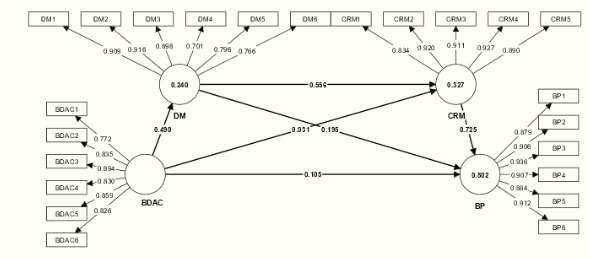 DM1 DM2 DM3 DM4 DM5 DM6 CRM1 CRM2 CRM3 CRM4 CRM5
0.909 0.916 0.898 0.701 0.796 0.766 0.834 0.920 0.911 0.927 0.890
0.240 0.556 0.327
DM CRM
BDAC1 BP1
BDAC2 BP2
BDAC3 BP3
BDAC4 BP4
BDAC5 BP5
BDAC6 BP6
0.772 0.490 0.031 0.195 0.725 0.879
0.835 0.906
0.894 0.936
0.830 0.105 0.802 0.907
0.859 0.884
0.826 0.912
BDAC BP